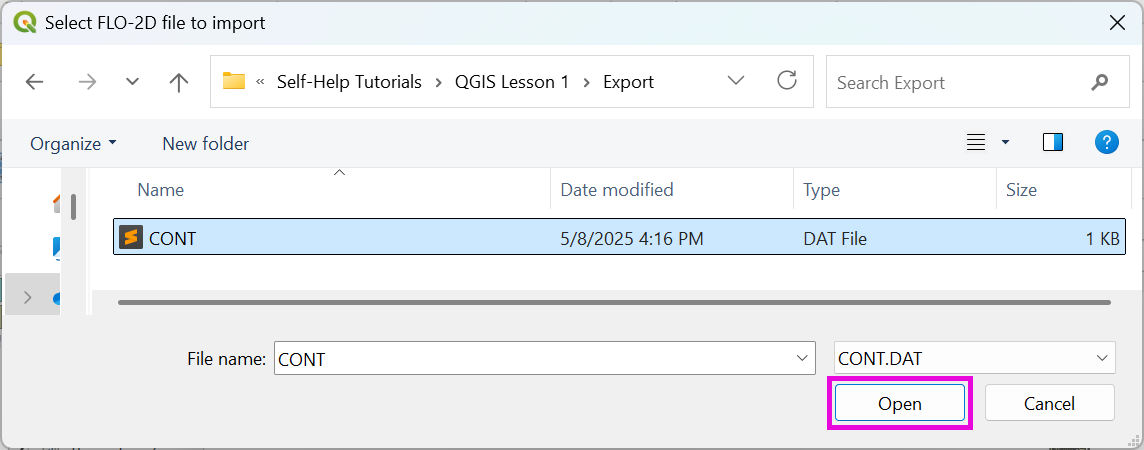 Select FLO-2D file to import
« Self-Help Tutorials > QGIS Lesson 1 > Export
Search Export
Organize New folder
Name Date modified Type Size
CONT 5/8/2025 4:16 PM DAT File 1 KB
File name: CONT CONT.DAT
Open Cancel